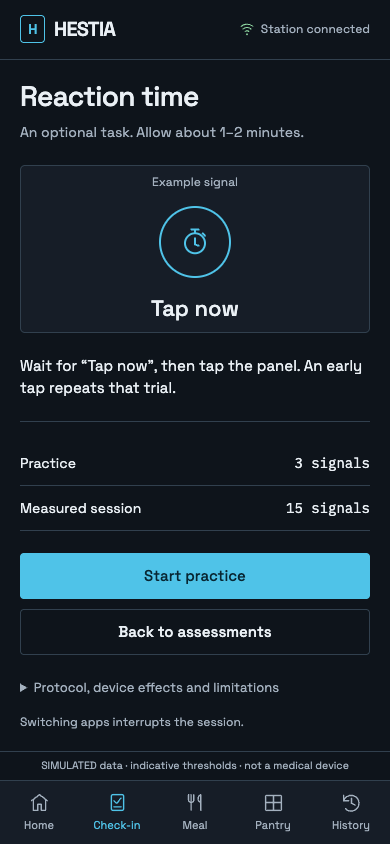 H HESTIA Station connected
Reaction time
An optional task. Allow about 1–2 minutes.
Example signal
Tap now
Wait for “Tap now”, then tap the panel. An early
tap repeats that trial.
Practice 3 signals
Measured session 15 signals
Start practice
Back to assessments
Protocol, device effects and limitations
Switching apps interrupts the session.
SIMULATED data · indicative thresholds · not a medical device
Home Check-in Meal Pantry History